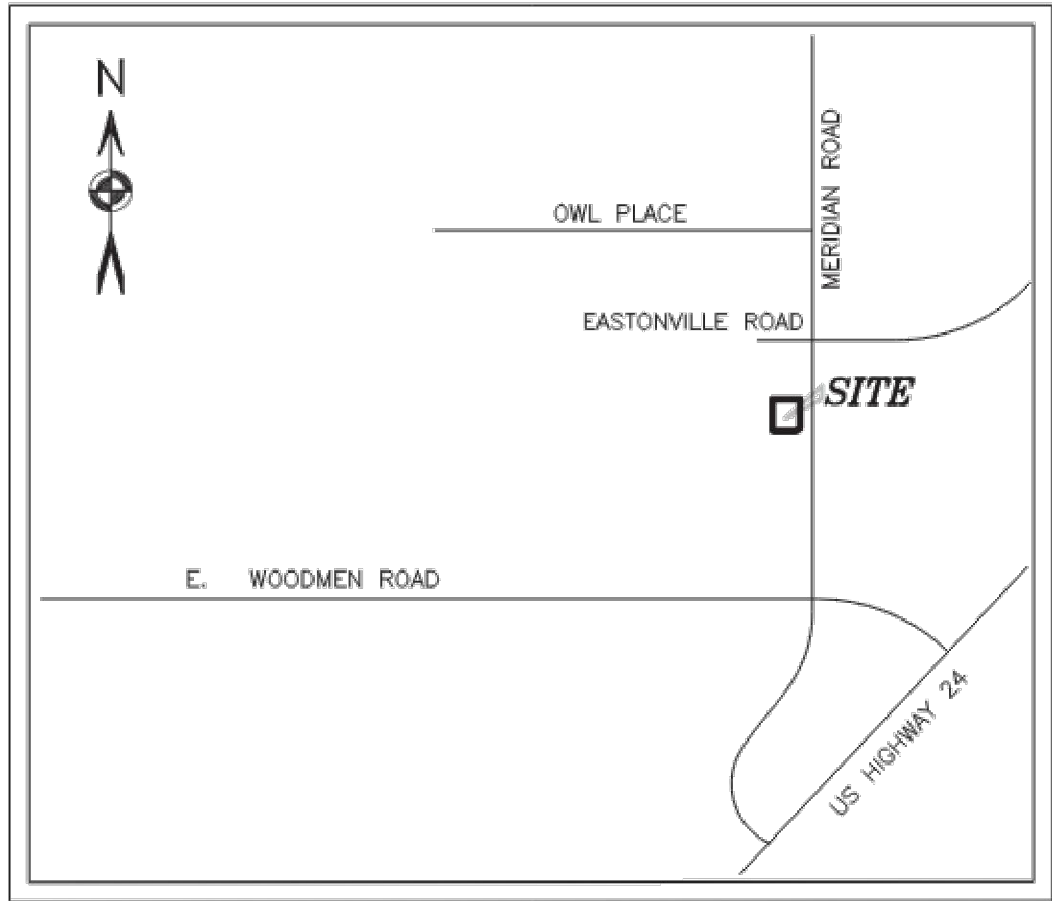 N
MERIDIAN ROAD
OWL PLACE
EASTONVILLE ROAD
SITE
E. WOODMEN ROAD
US HIGHWAY 24